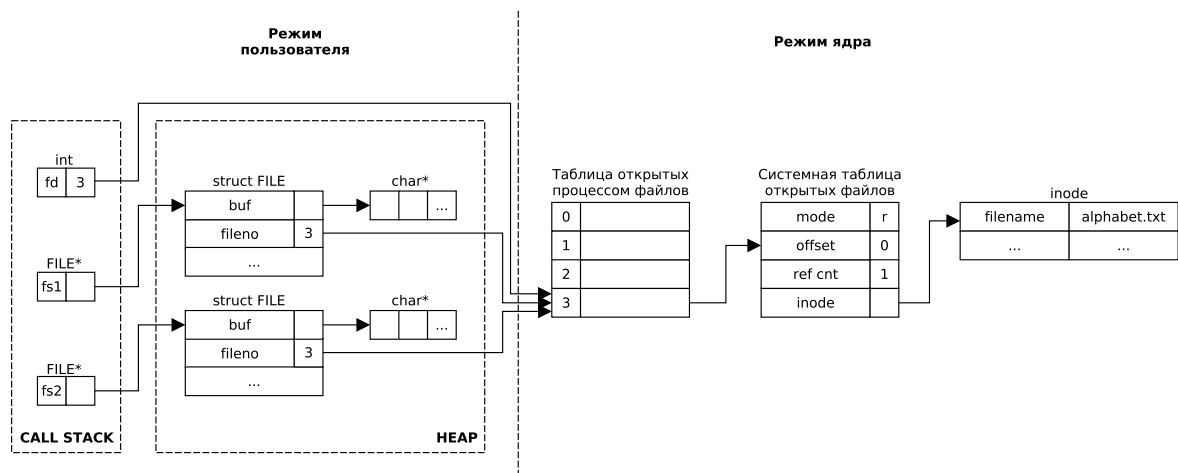 Режим
пользователя
Режим ядра
int
fd 3
FILE*
fs1
FILE*
fs2
CALL STACK
struct FILE
buf
fileno 3
...
char*
...
struct FILE
buf
fileno 3
...
char*
...
HEAP
Таблица открытых
процессом файлов
0
1
2
3
Системная таблица
открытых файлов
mode r
offset 0
ref cnt 1
inode
inode
filename alphabet.txt
... ...